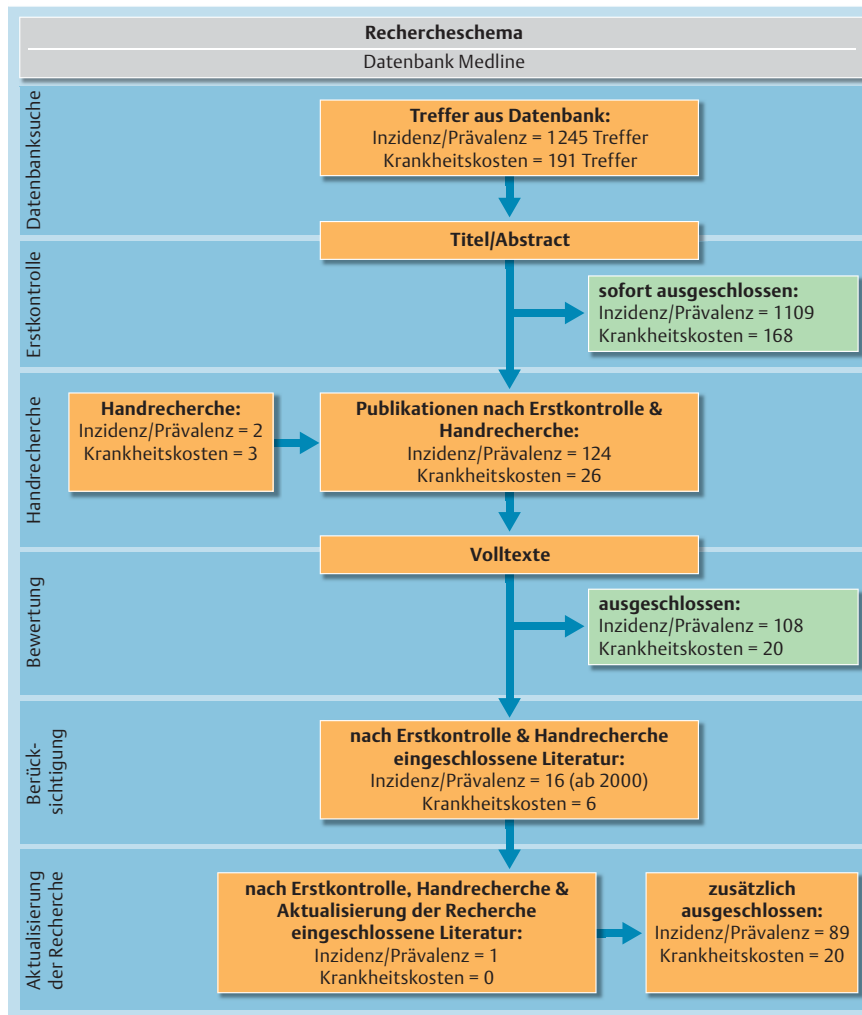 Rechercheschema
Datenbank Medline
Datenbanksuche
Treffer aus Datenbank:
Inzidenz/Prävalenz = 1245 Treffer
Krankheitskosten = 191 Treffer
Titel/Abstract
Erstkontrolle
sofort ausgeschlossen:
Inzidenz/Prävalenz = 1109
Krankheitskosten = 168
Handrecherche
Handrecherche:
Inzidenz/Prävalenz = 2
Krankheitskosten = 3
Publikationen nach Erstkontrolle &
Handrecherche:
Inzidenz/Prävalenz = 124
Krankheitskosten = 26
Volltexte
Bewertung
ausgeschlossen:
Inzidenz/Prävalenz = 108
Krankheitskosten = 20
Berück-
sichtigung
nach Erstkontrolle & Handrecherche
eingeschlossene Literatur:
Inzidenz/Prävalenz = 16 (ab 2000)
Krankheitskosten = 6
Aktualisierung
der Recherche
nach Erstkontrolle, Handrecherche &
Aktualisierung der Recherche
eingeschlossene Literatur:
Inzidenz/Prävalenz = 1
Krankheitskosten = 0
zusätzlich
ausgeschlossen:
Inzidenz/Prävalenz = 89
Krankheitskosten = 20